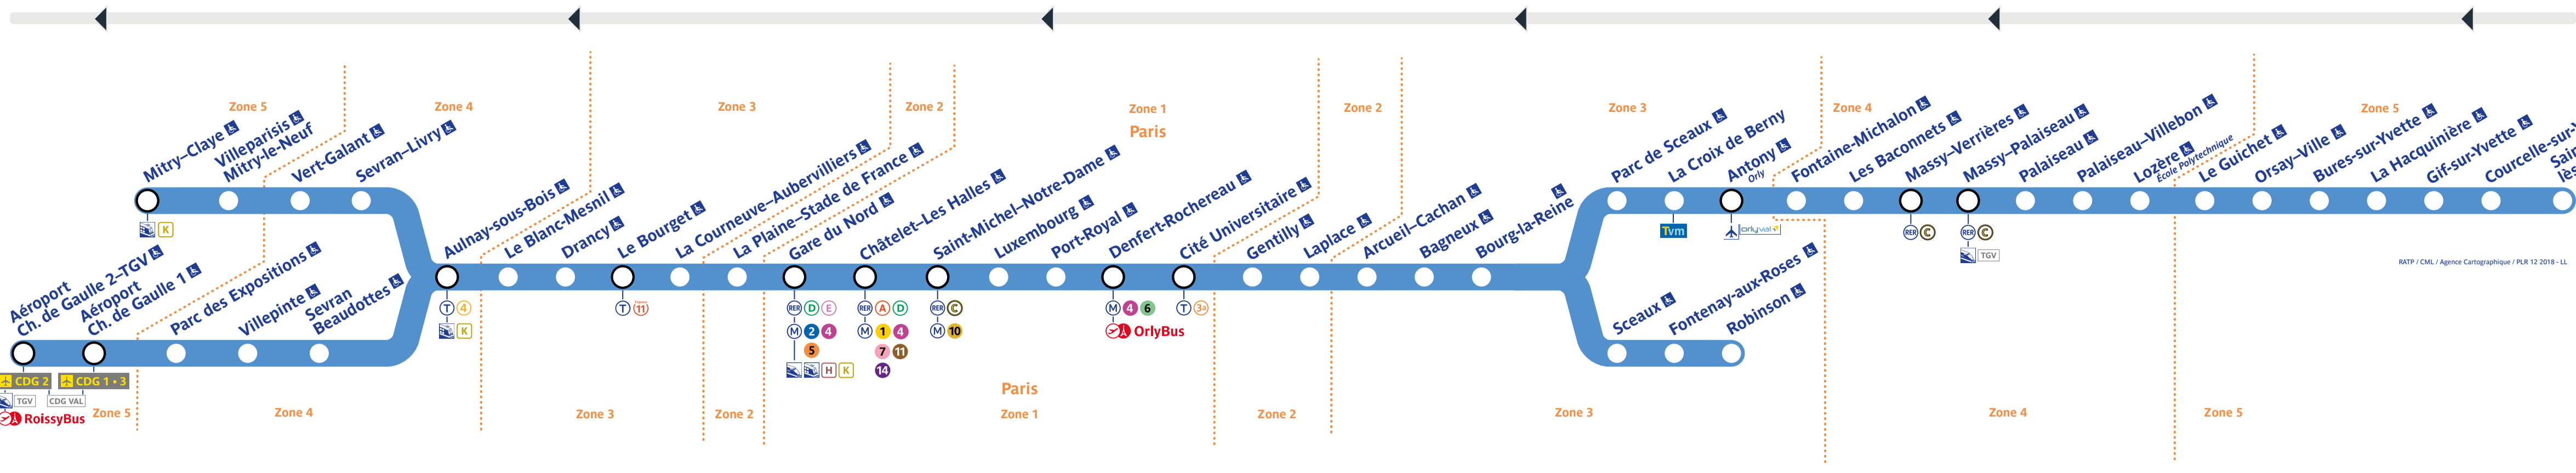 Zone 5
Zone 4
Zone 3
Zone 2
Zone 1
Paris
Zone 2
Zone 3
Zone 4
Zone 5
Mitry–Claye
Villeparisis
Mitry-le-Neuf
Vert-Galant
Sevran–Livry
K
Aéroport
Ch. de Gaulle 2–TGV
Aéroport
Ch. de Gaulle 1
Parc des Expositions
Villepinte
Sevran
Beaudottes
CDG 2
TGV
RoissyBus
CDG 1 • 3
CDG VAL
Aulnay-sous-Bois
T 4
K
Le Blanc-Mesnil
Drancy
Le Bourget
T 11
La Courneuve–Aubervilliers
La Plaine–Stade de France
Gare du Nord
RER D E
M 2 4
5
H K
Châtelet–Les Halles
RER A D
M 1 4
7 11
14
Saint-Michel–Notre-Dame
RER C
M 10
Luxembourg
Port-Royal
Denfert-Rochereau
M 4 6
OrlyBus
Cité Universitaire
T 3a
Gentilly
Laplace
Arcueil–Cachan
Bagneux
Bourg-la-Reine
Parc de Sceaux
La Croix de Berny
Tvm
Antony
Orly
orlyval
Fontaine-Michalon
Les Baconnets
Massy–Verrières
RER C
Massy–Palaiseau
RER C
TGV
Palaiseau
Palaiseau–Villebon
Lozère
École Polytechnique
Le Guichet
Orsay–Ville
Bures-sur-Yvette
La Hacquinière
Gif-sur-Yvette
Courcelle-sur-
Sceaux
Fontenay-aux-Roses
Robinson
RATP / CML / Agence Cartographique / PLR 12 2018 - LL
Zone 5
Zone 4
Zone 3
Zone 2
Paris
Zone 1
Zone 2
Zone 3
Zone 4
Zone 5